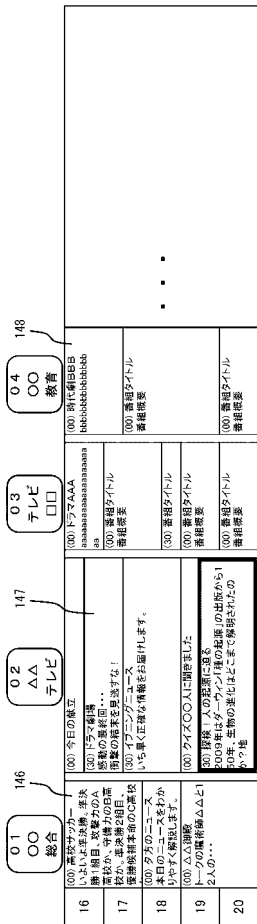 146
147
148
01
○○
総合
02
△△
テレビ
03
テレビ
□□
04
○○
教育
16
17
18
19
20
(00) 高校サッカー
いよいよ準決勝。準決
勝1組目、攻撃力のA
高校か、守備力のB高
校か。準決勝2組目、
優勝候補本命のC高校
(00) 夕方のニュース
本日のニュースをわか
りやすく解説します。
(00) △△御殿
トークの魔術師△△と1
2人の・・・
(00) 今日の献立
(30) ドラマ劇場
感動の最終回・・・
衝撃の結末を見逃すな!
(30) イブニングニュース
いち早く正確な情報をお届けします。
(00) クイズ○○人に聞きました
(30) 探検!人の起源に迫る
2009年はダーウィン「種の起源」の出版から1
50年、生物の進化はどこまで解明されたの
か?地
(00) ドラマAAA
aaaaaaaaaaaaaaaaaaa
aa
(00) 番組タイトル
番組概要
(30) 番組タイトル
(00) 番組タイトル
番組概要
(00) 番組タイトル
番組概要
(00) 時代劇BBB
bbbbbbbbbbbbbbb
(00) 番組タイトル
番組概要
(00) 番組タイトル
番組概要
・・・